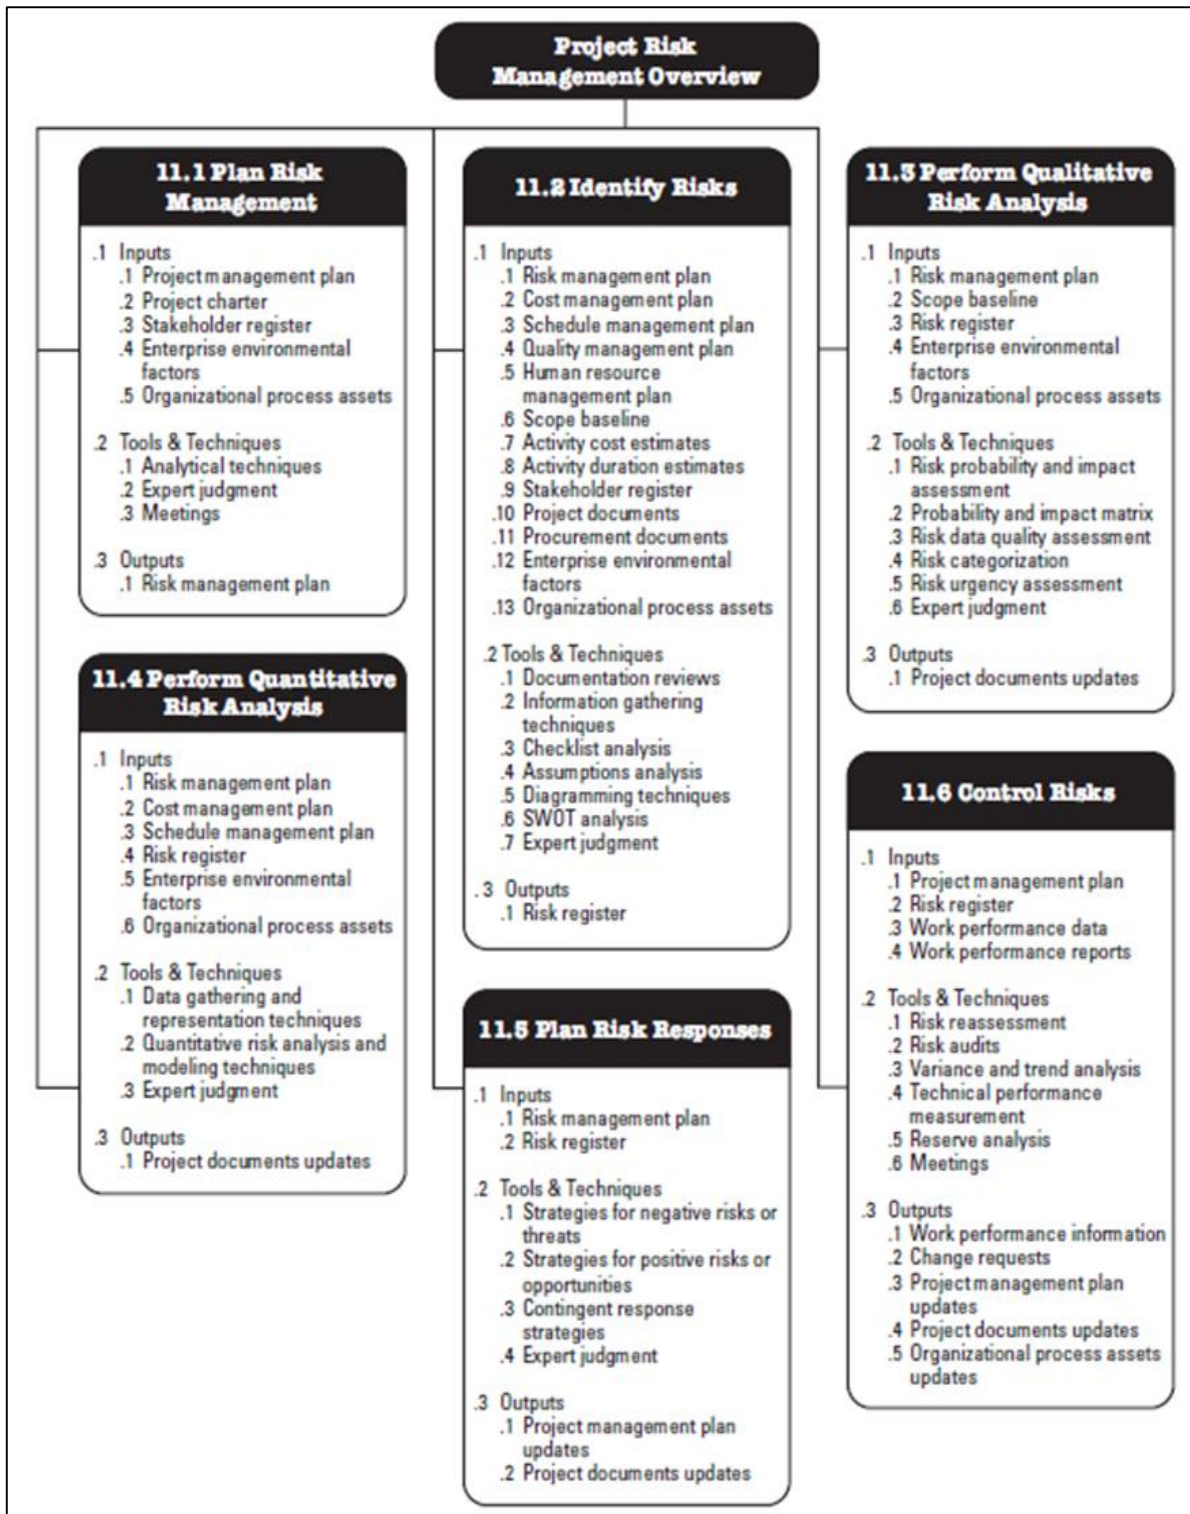 Project Risk
Management Overview
11.1 Plan Risk
Management
.1 Inputs
.1 Project management plan
.2 Project charter
.3 Stakeholder register
.4 Enterprise environmental
factors
.5 Organizational process assets
.2 Tools & Techniques
.1 Analytical techniques
.2 Expert judgment
.3 Meetings
.3 Outputs
.1 Risk management plan
11.2 Identify Risks
.1 Inputs
.1 Risk management plan
.2 Cost management plan
.3 Schedule management plan
.4 Quality management plan
.5 Human resource
management plan
.6 Scope baseline
.7 Activity cost estimates
.8 Activity duration estimates
.9 Stakeholder register
.10 Project documents
.11 Procurement documents
.12 Enterprise environmental
factors
.13 Organizational process assets
.2 Tools & Techniques
.1 Documentation reviews
.2 Information gathering
techniques
.3 Checklist analysis
.4 Assumptions analysis
.5 Diagramming techniques
.6 SWOT analysis
.7 Expert judgment
.3 Outputs
.1 Risk register
11.3 Perform Qualitative
Risk Analysis
.1 Inputs
.1 Risk management plan
.2 Scope baseline
.3 Risk register
.4 Enterprise environmental
factors
.5 Organizational process assets
.2 Tools & Techniques
.1 Risk probability and impact
assessment
.2 Probability and impact matrix
.3 Risk data quality assessment
.4 Risk categorization
.5 Risk urgency assessment
.6 Expert judgment
.3 Outputs
.1 Project documents updates
11.4 Perform Quantitative
Risk Analysis
.1 Inputs
.1 Risk management plan
.2 Cost management plan
.3 Schedule management plan
.4 Risk register
.5 Enterprise environmental
factors
.6 Organizational process assets
.2 Tools & Techniques
.1 Data gathering and
representation techniques
.2 Quantitative risk analysis and
modeling techniques
.3 Expert judgment
.3 Outputs
.1 Project documents updates
11.5 Plan Risk Responses
.1 Inputs
.1 Risk management plan
.2 Risk register
.2 Tools & Techniques
.1 Strategies for negative risks or
threats
.2 Strategies for positive risks or
opportunities
.3 Contingent response
strategies
.4 Expert judgment
.3 Outputs
.1 Project management plan
updates
.2 Project documents updates
11.6 Control Risks
.1 Inputs
.1 Project management plan
.2 Risk register
.3 Work performance data
.4 Work performance reports
.2 Tools & Techniques
.1 Risk reassessment
.2 Risk audits
.3 Variance and trend analysis
.4 Technical performance
measurement
.5 Reserve analysis
.6 Meetings
.3 Outputs
.1 Work performance information
.2 Change requests
.3 Project management plan
updates
.4 Project documents updates
.5 Organizational process assets
updates